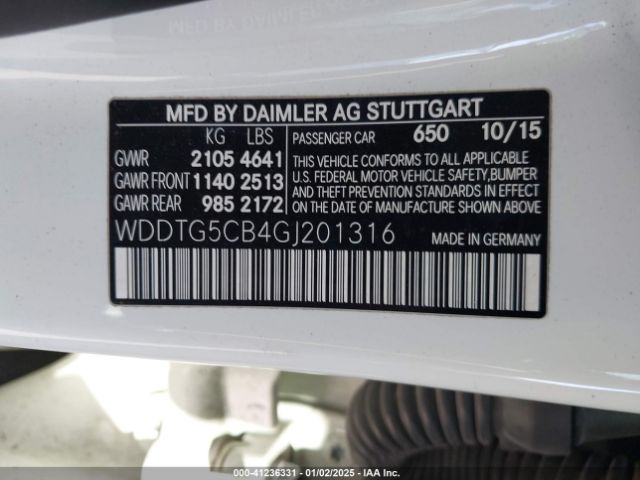 MFD BY DAIMLER AG STUTTGART
KG LBS PASSENGER CAR 650 10/15
GVWR 2105 4641
GAWR FRONT 1140 2513
GAWR REAR 985 2172
THIS VEHICLE CONFORMS TO ALL APPLICABLE
U.S. FEDERAL MOTOR VEHICLE SAFETY, BUMPER
AND THEFT PREVENTION STANDARDS IN EFFECT
ON THE DATE OF MANUFACTURE SHOWN ABOVE.
WDDTG5CB4GJ201316 MADE IN GERMANY
000-41236331 - 01/02/2025 - IAA Inc.